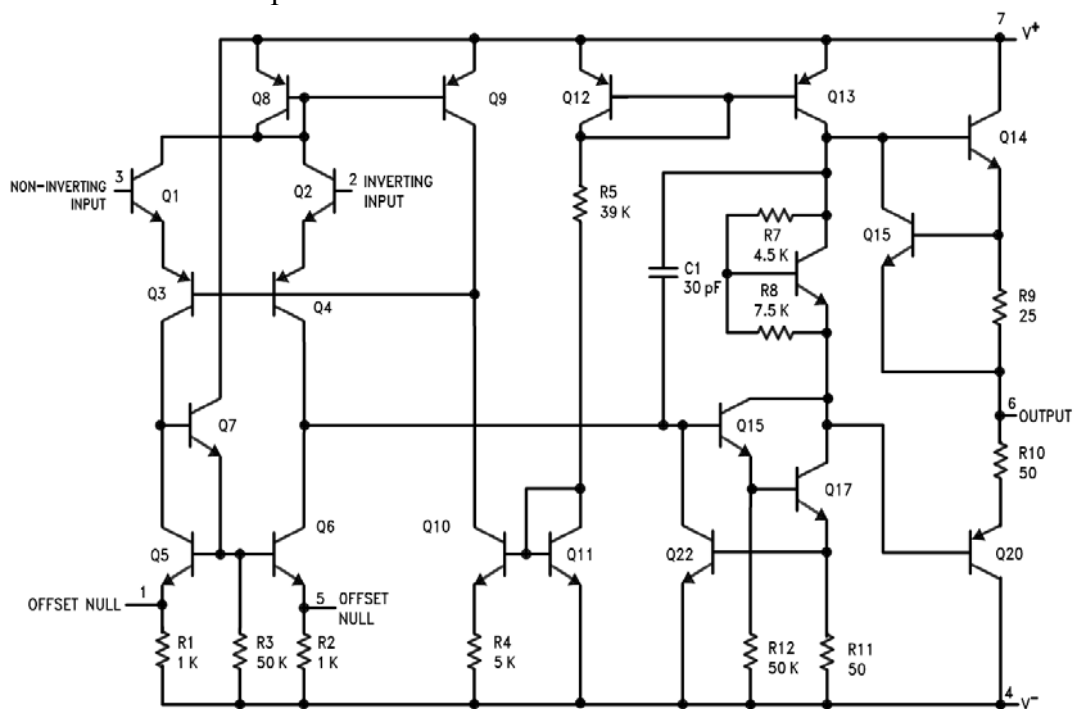 7 V+
Q8
Q9
Q12
Q13
Q14
NON-INVERTING
INPUT
3
Q1
Q2
2 INVERTING
INPUT
R5
39 K
Q15
R7
4.5 K
C1
30 pF
R8
7.5 K
R9
25
Q3
Q4
Q7
Q15
6
OUTPUT
R10
50
Q17
Q5
Q6
Q10
Q11
Q22
Q20
OFFSET NULL
1
5 OFFSET
NULL
R1
1 K
R3
50 K
R2
1 K
R4
5 K
R12
50 K
R11
50
4
V-